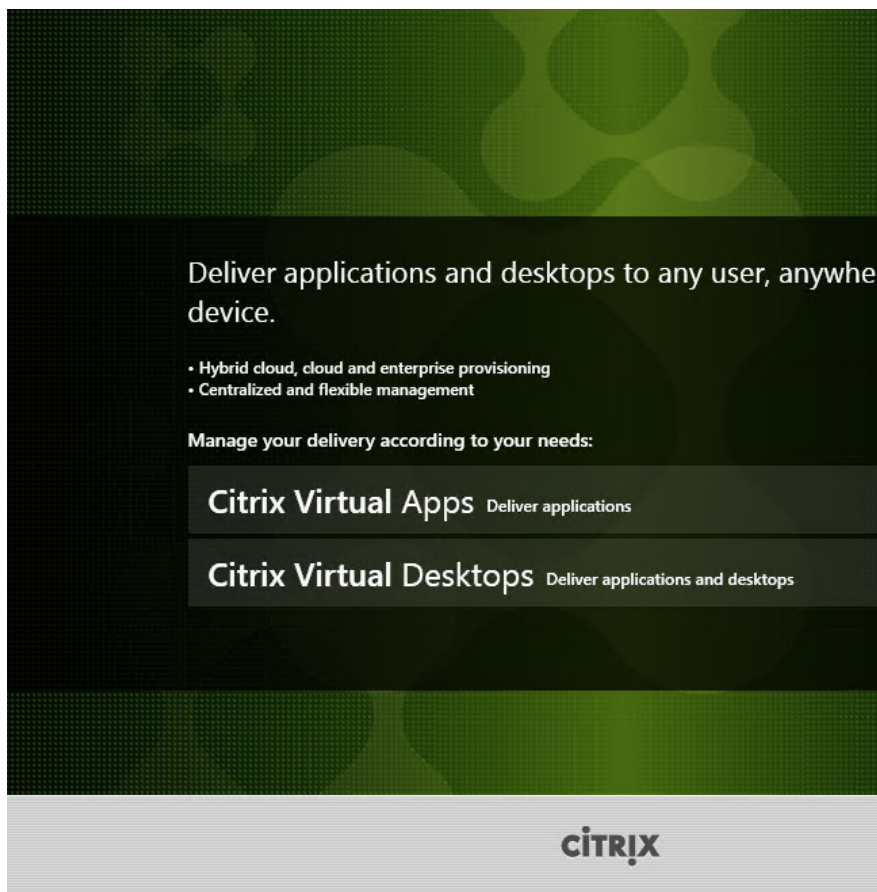 Deliver applications and desktops to any user, anywhe
device.
• Hybrid cloud, cloud and enterprise provisioning
• Centralized and flexible management
Manage your delivery according to your needs:
Citrix Virtual Apps Deliver applications
Citrix Virtual Desktops Deliver applications and desktops
CITRIX